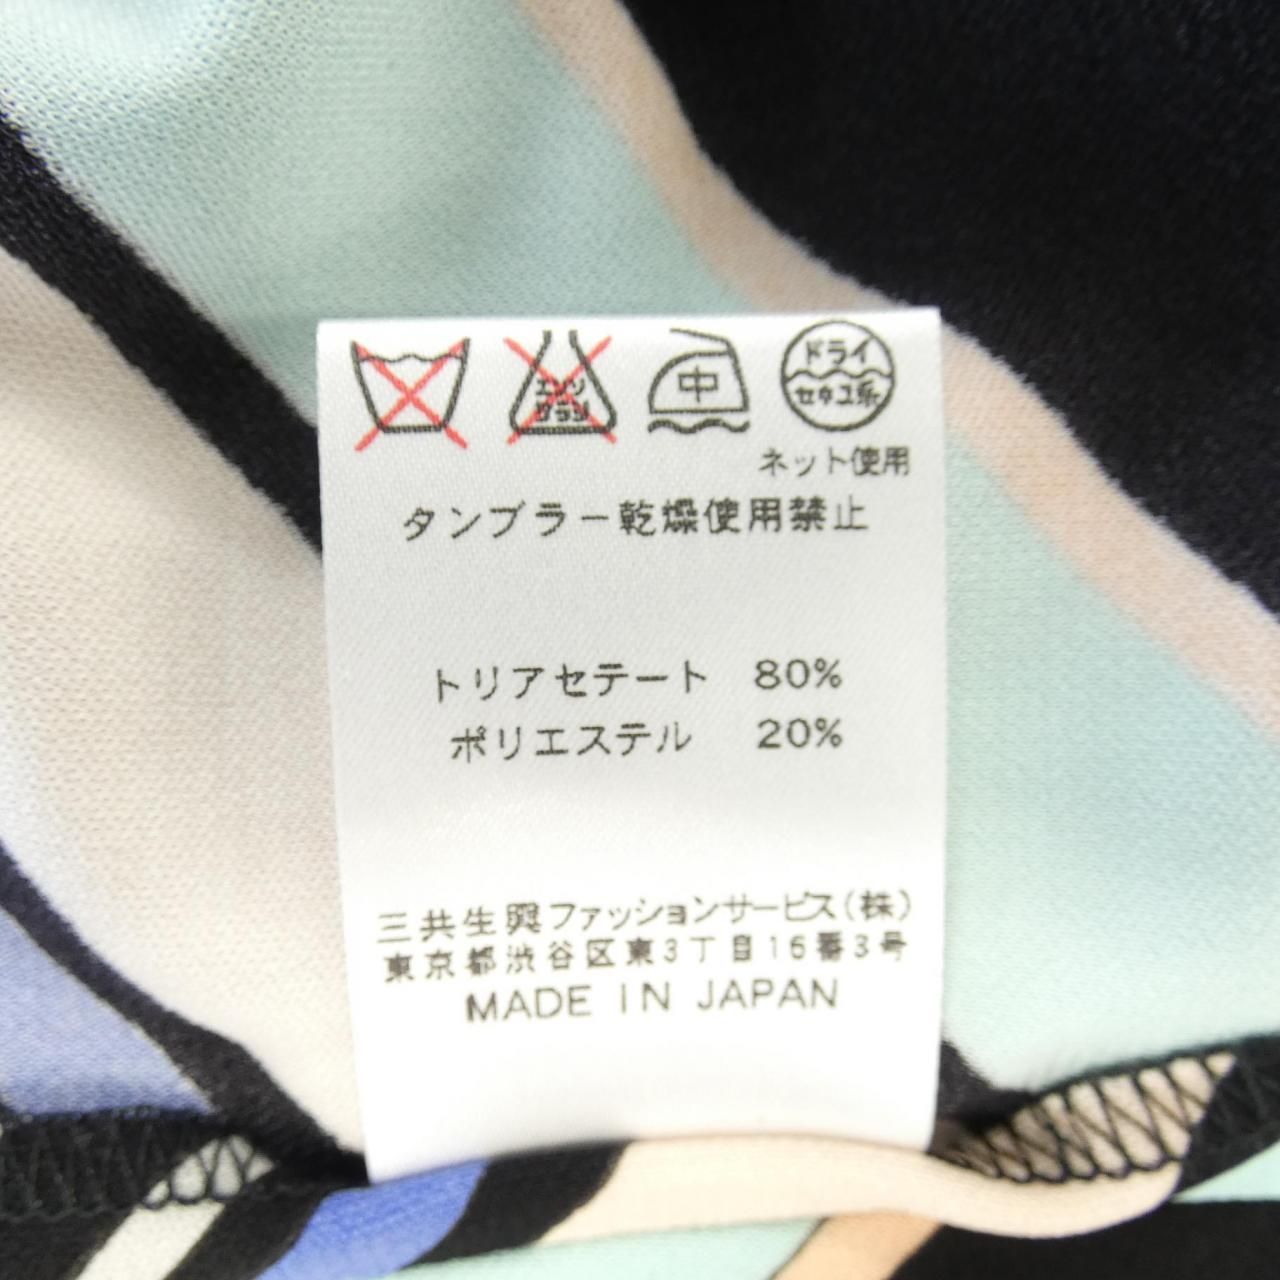 エンソ
サラシ
中
ドライ
セキユ系
ネット使用
タンブラー乾燥使用禁止
トリアセテート 80%
ポリエステル 20%
三共生興ファッションサービス(株)
東京都渋谷区東3丁目16番3号
MADE IN JAPAN